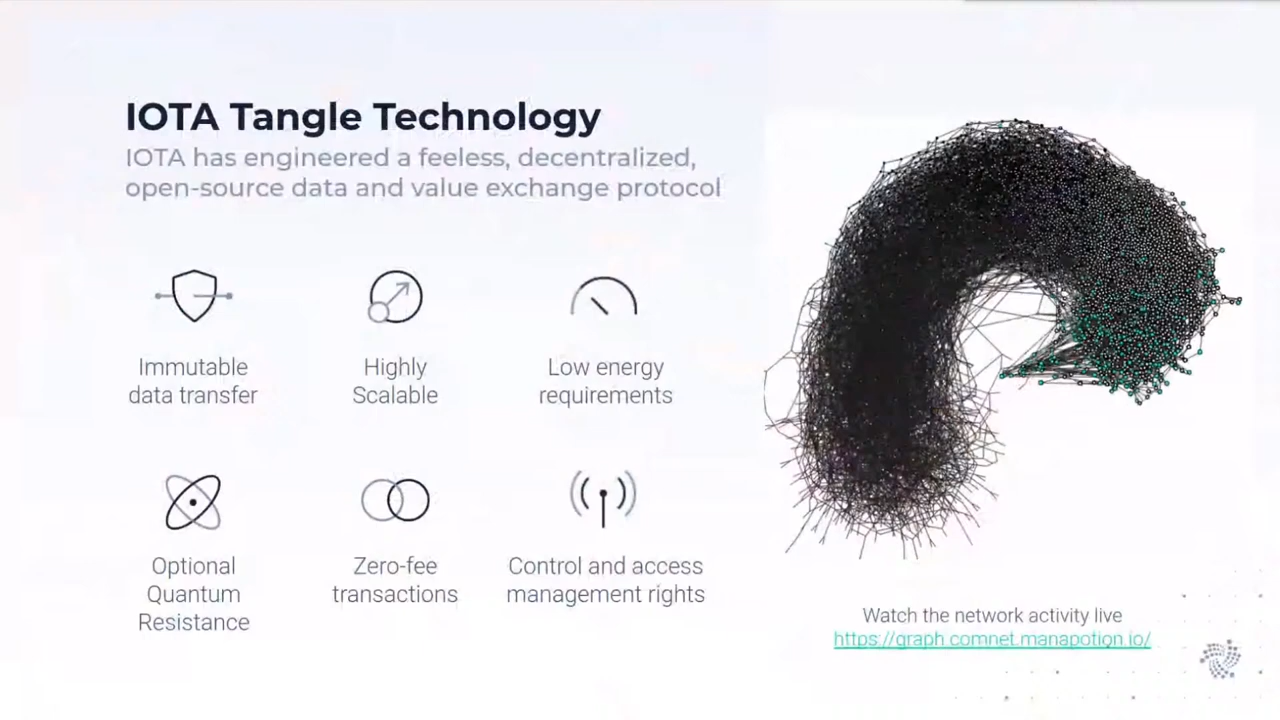 IOTA Tangle Technology
IOTA has engineered a feeless, decentralized,
open-source data and value exchange protocol
Immutable
data transfer
Highly
Scalable
Low energy
requirements
Optional
Quantum
Resistance
Zero-fee
transactions
Control and access
management rights
Watch the network activity live
https://graph.comnet.manapotion.io/